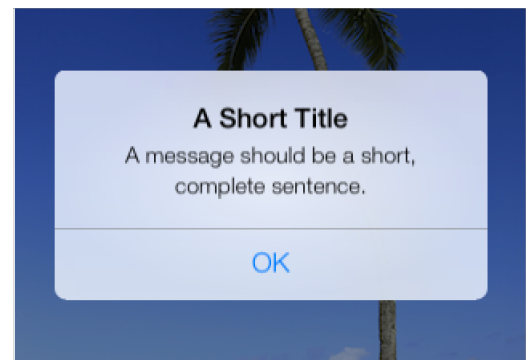 A Short Title
A message should be a short,
complete sentence.
OK